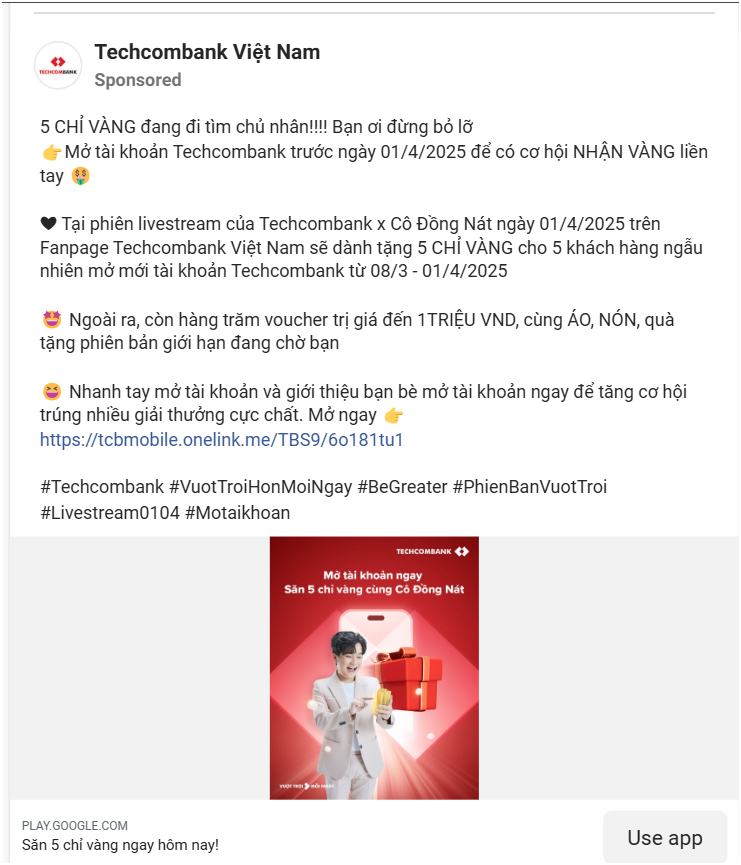 TECHCOMBANK
Techcombank Việt Nam
Sponsored
5 CHỈ VÀNG đang đi tìm chủ nhân!!!! Bạn ơi đừng bỏ lỡ
👉Mở tài khoản Techcombank trước ngày 01/4/2025 để có cơ hội NHẬN VÀNG liền
tay 🤑
🖤 Tại phiên livestream của Techcombank x Cô Đồng Nát ngày 01/4/2025 trên
Fanpage Techcombank Việt Nam sẽ dành tặng 5 CHỈ VÀNG cho 5 khách hàng ngẫu
nhiên mở mới tài khoản Techcombank từ 08/3 - 01/4/2025
🤩 Ngoài ra, còn hàng trăm voucher trị giá đến 1TRIỆU VND, cùng ÁO, NÓN, quà
tặng phiên bản giới hạn đang chờ bạn
😆 Nhanh tay mở tài khoản và giới thiệu bạn bè mở tài khoản ngay để tăng cơ hội
trúng nhiều giải thưởng cực chất. Mở ngay 👉
https://tcbmobile.onelink.me/TBS9/6o181tu1
#Techcombank #VuotTroiHonMoiNgay #BeGreater #PhienBanVuotTroi
#Livestream0104 #Motaikhoan
TECHCOMBANK
Mở tài khoản ngay
Săn 5 chỉ vàng cùng Cô Đồng Nát
VƯỢT TRỘI MỖI NGÀY
PLAY.GOOGLE.COM
Săn 5 chỉ vàng ngay hôm nay!
Use app